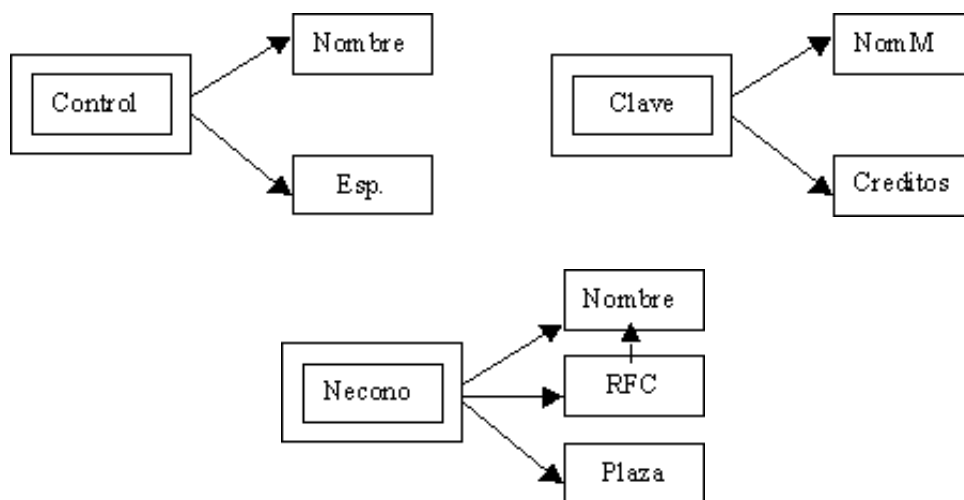 Nombre
Control
Esp.
NomM
Clave
Creditos
Nombre
Necono
RFC
Plaza